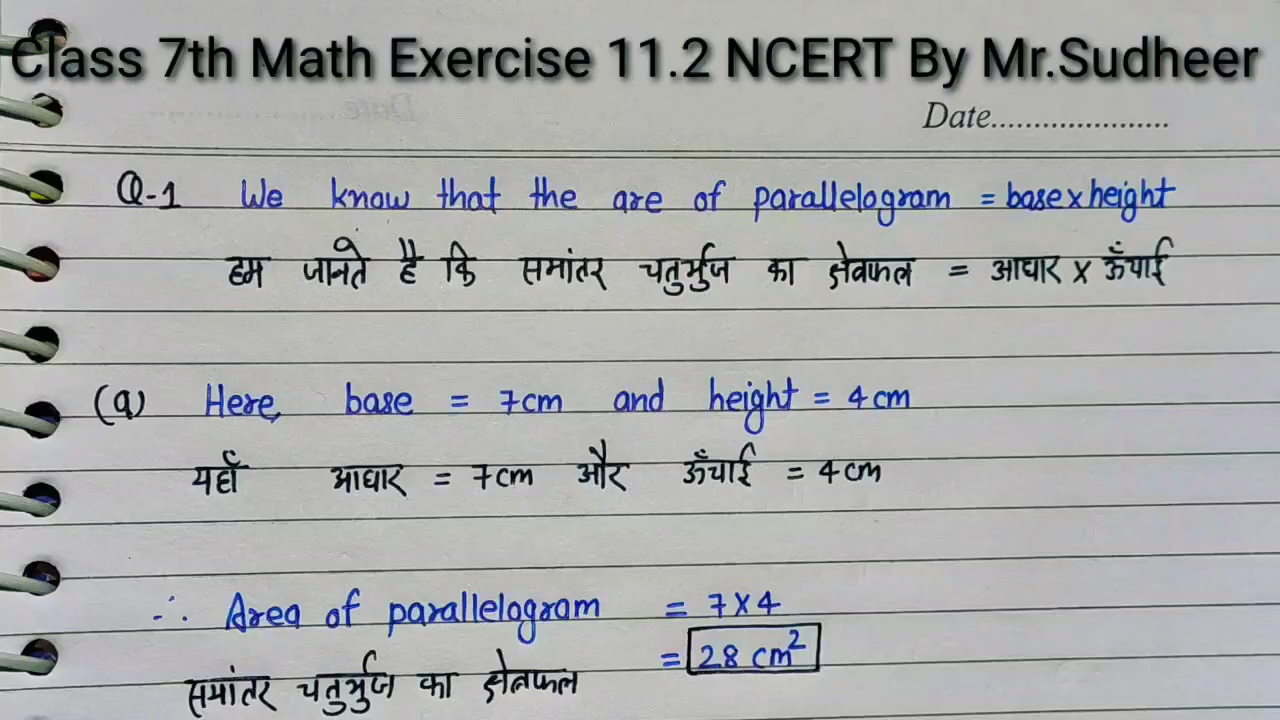 Class 7th Math Exercise 11.2 NCERT By Mr.Sudheer
Date.....................
Q-1 We know that the are of parallelogram = base×height
हम जानते है कि समांतर चतुर्भुज का क्षेत्रफल = आधार × ऊँचाई
(a) Here, base = 7cm and height = 4cm
यहाँ आधार = 7cm और ऊँचाई = 4cm
∴ Area of parallelogram = 7×4
= 28 cm²
समांतर चतुर्भुज का क्षेत्रफल